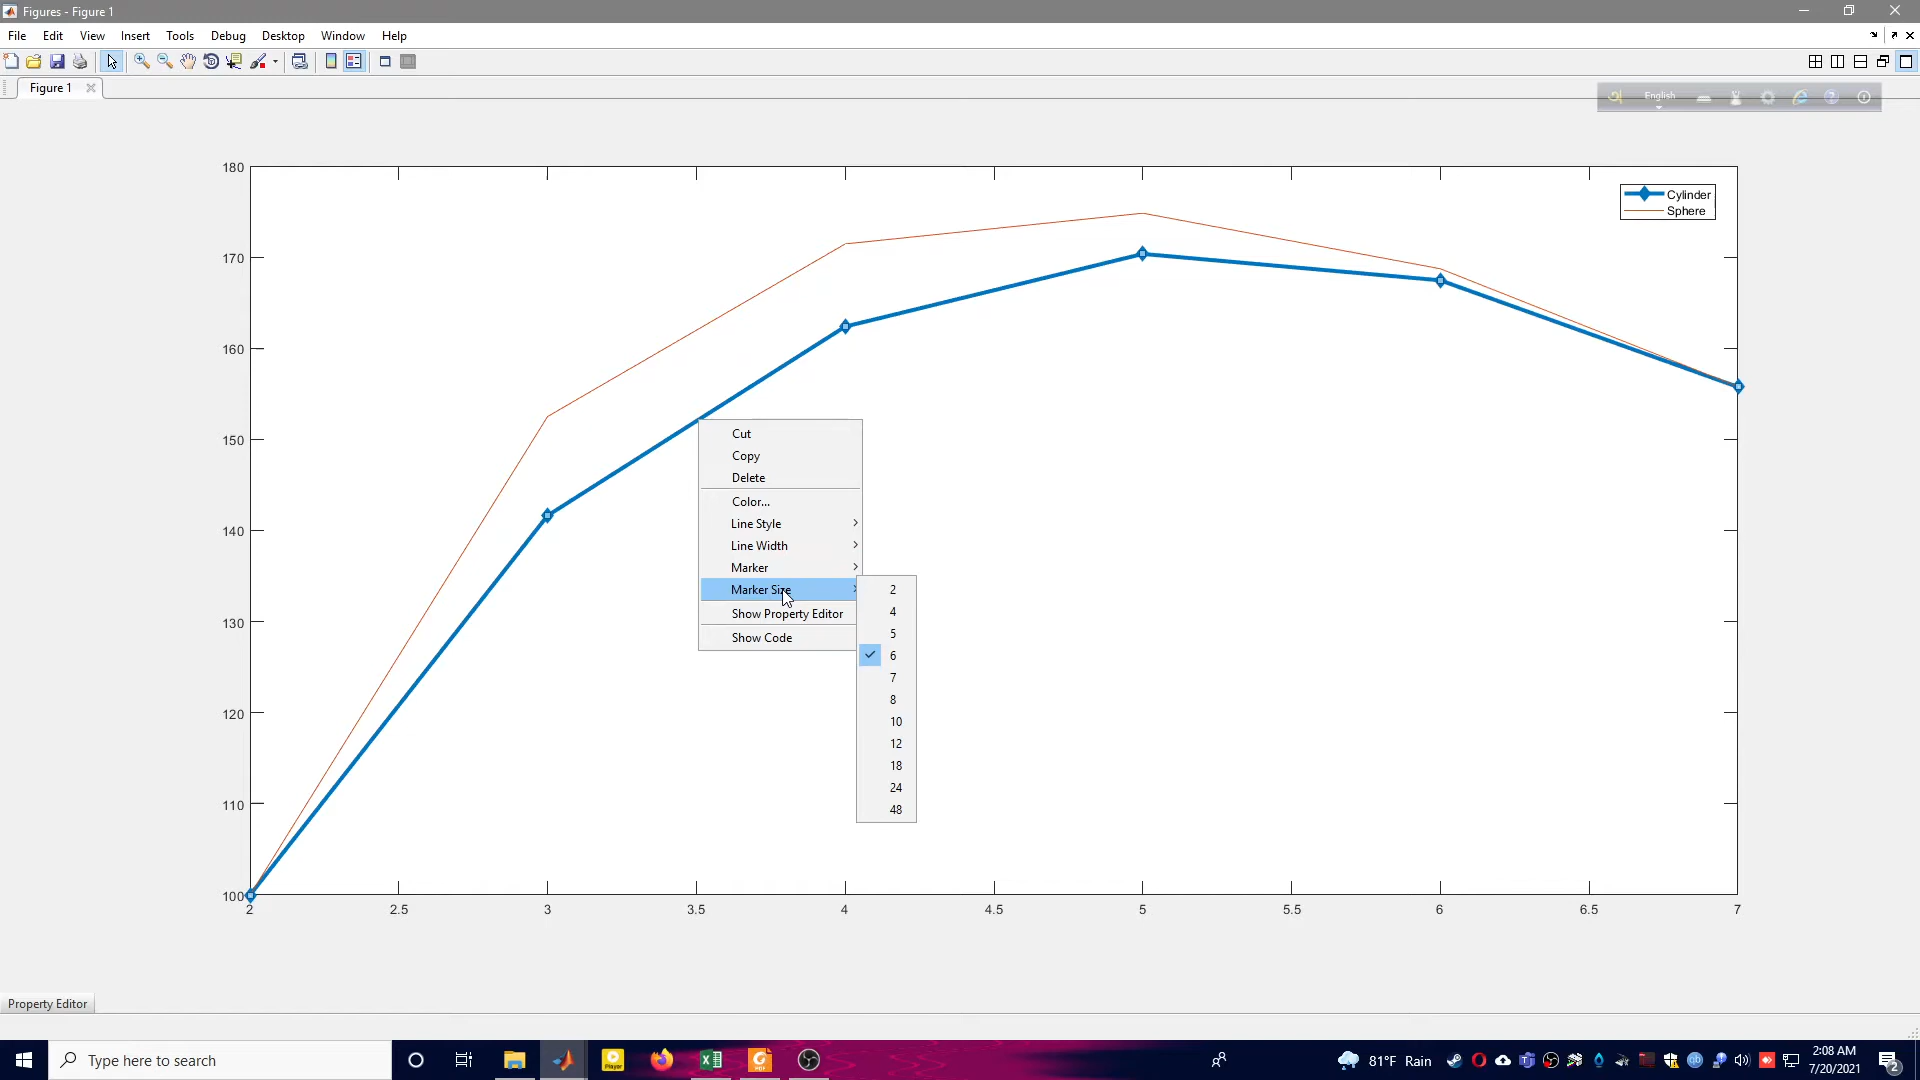 Figures - Figure 1
File Edit View Insert Tools Debug Desktop Window Help
Figure 1
English
180
170
160
150
140
130
120
110
100
2 2.5 3 3.5 4 4.5 5 5.5 6 6.5 7
Cylinder
Sphere
Cut
Copy
Delete
Color...
Line Style
Line Width
Marker
Marker Size
Show Property Editor
Show Code
2
4
5
6
7
8
10
12
18
24
48
Property Editor
Type here to search
Player
81°F Rain
2:08 AM
7/20/2021
2